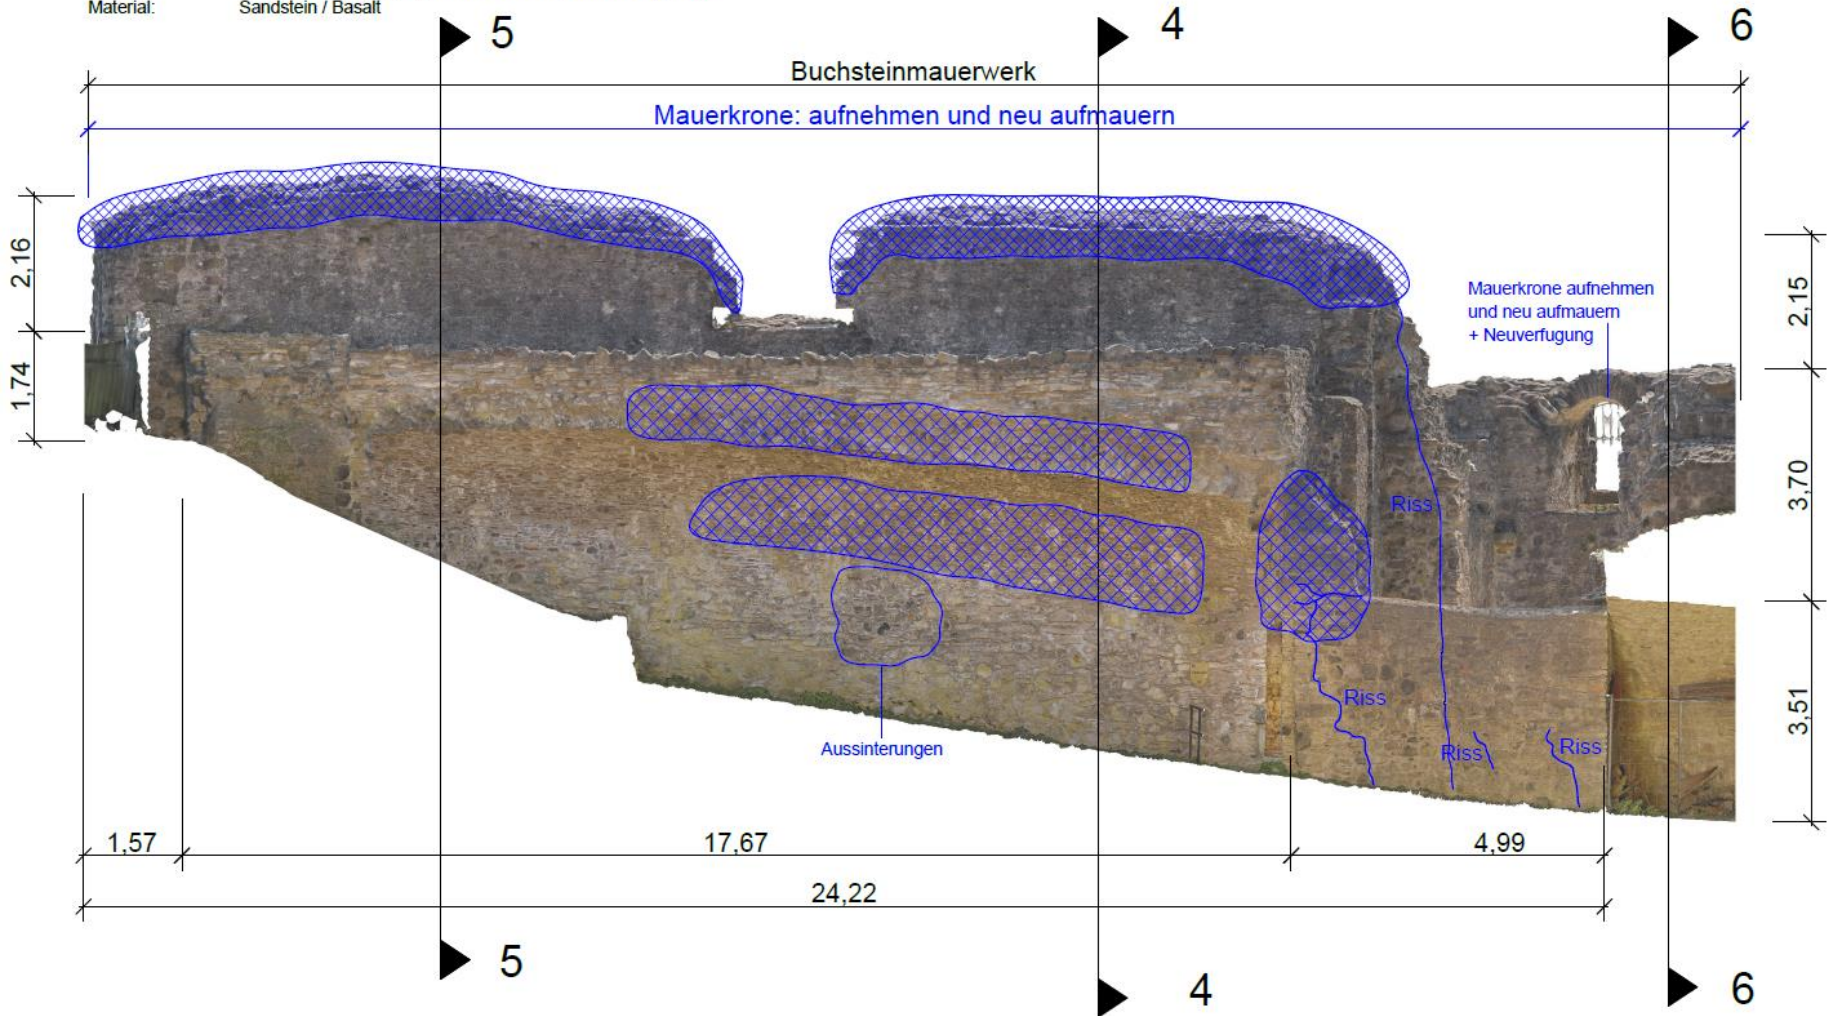 Material: Sandstein / Basalt
5
4
6
Buchsteinmauerwerk
Mauerkrone: aufnehmen und neu aufmauern
2,16
1,74
Mauerkrone aufnehmen
und neu aufmauern
+ Neuverfugung
2,15
3,70
3,51
Riss
Riss
Riss
Riss
Aussinterungen
1,57
17,67
4,99
24,22
5
4
6